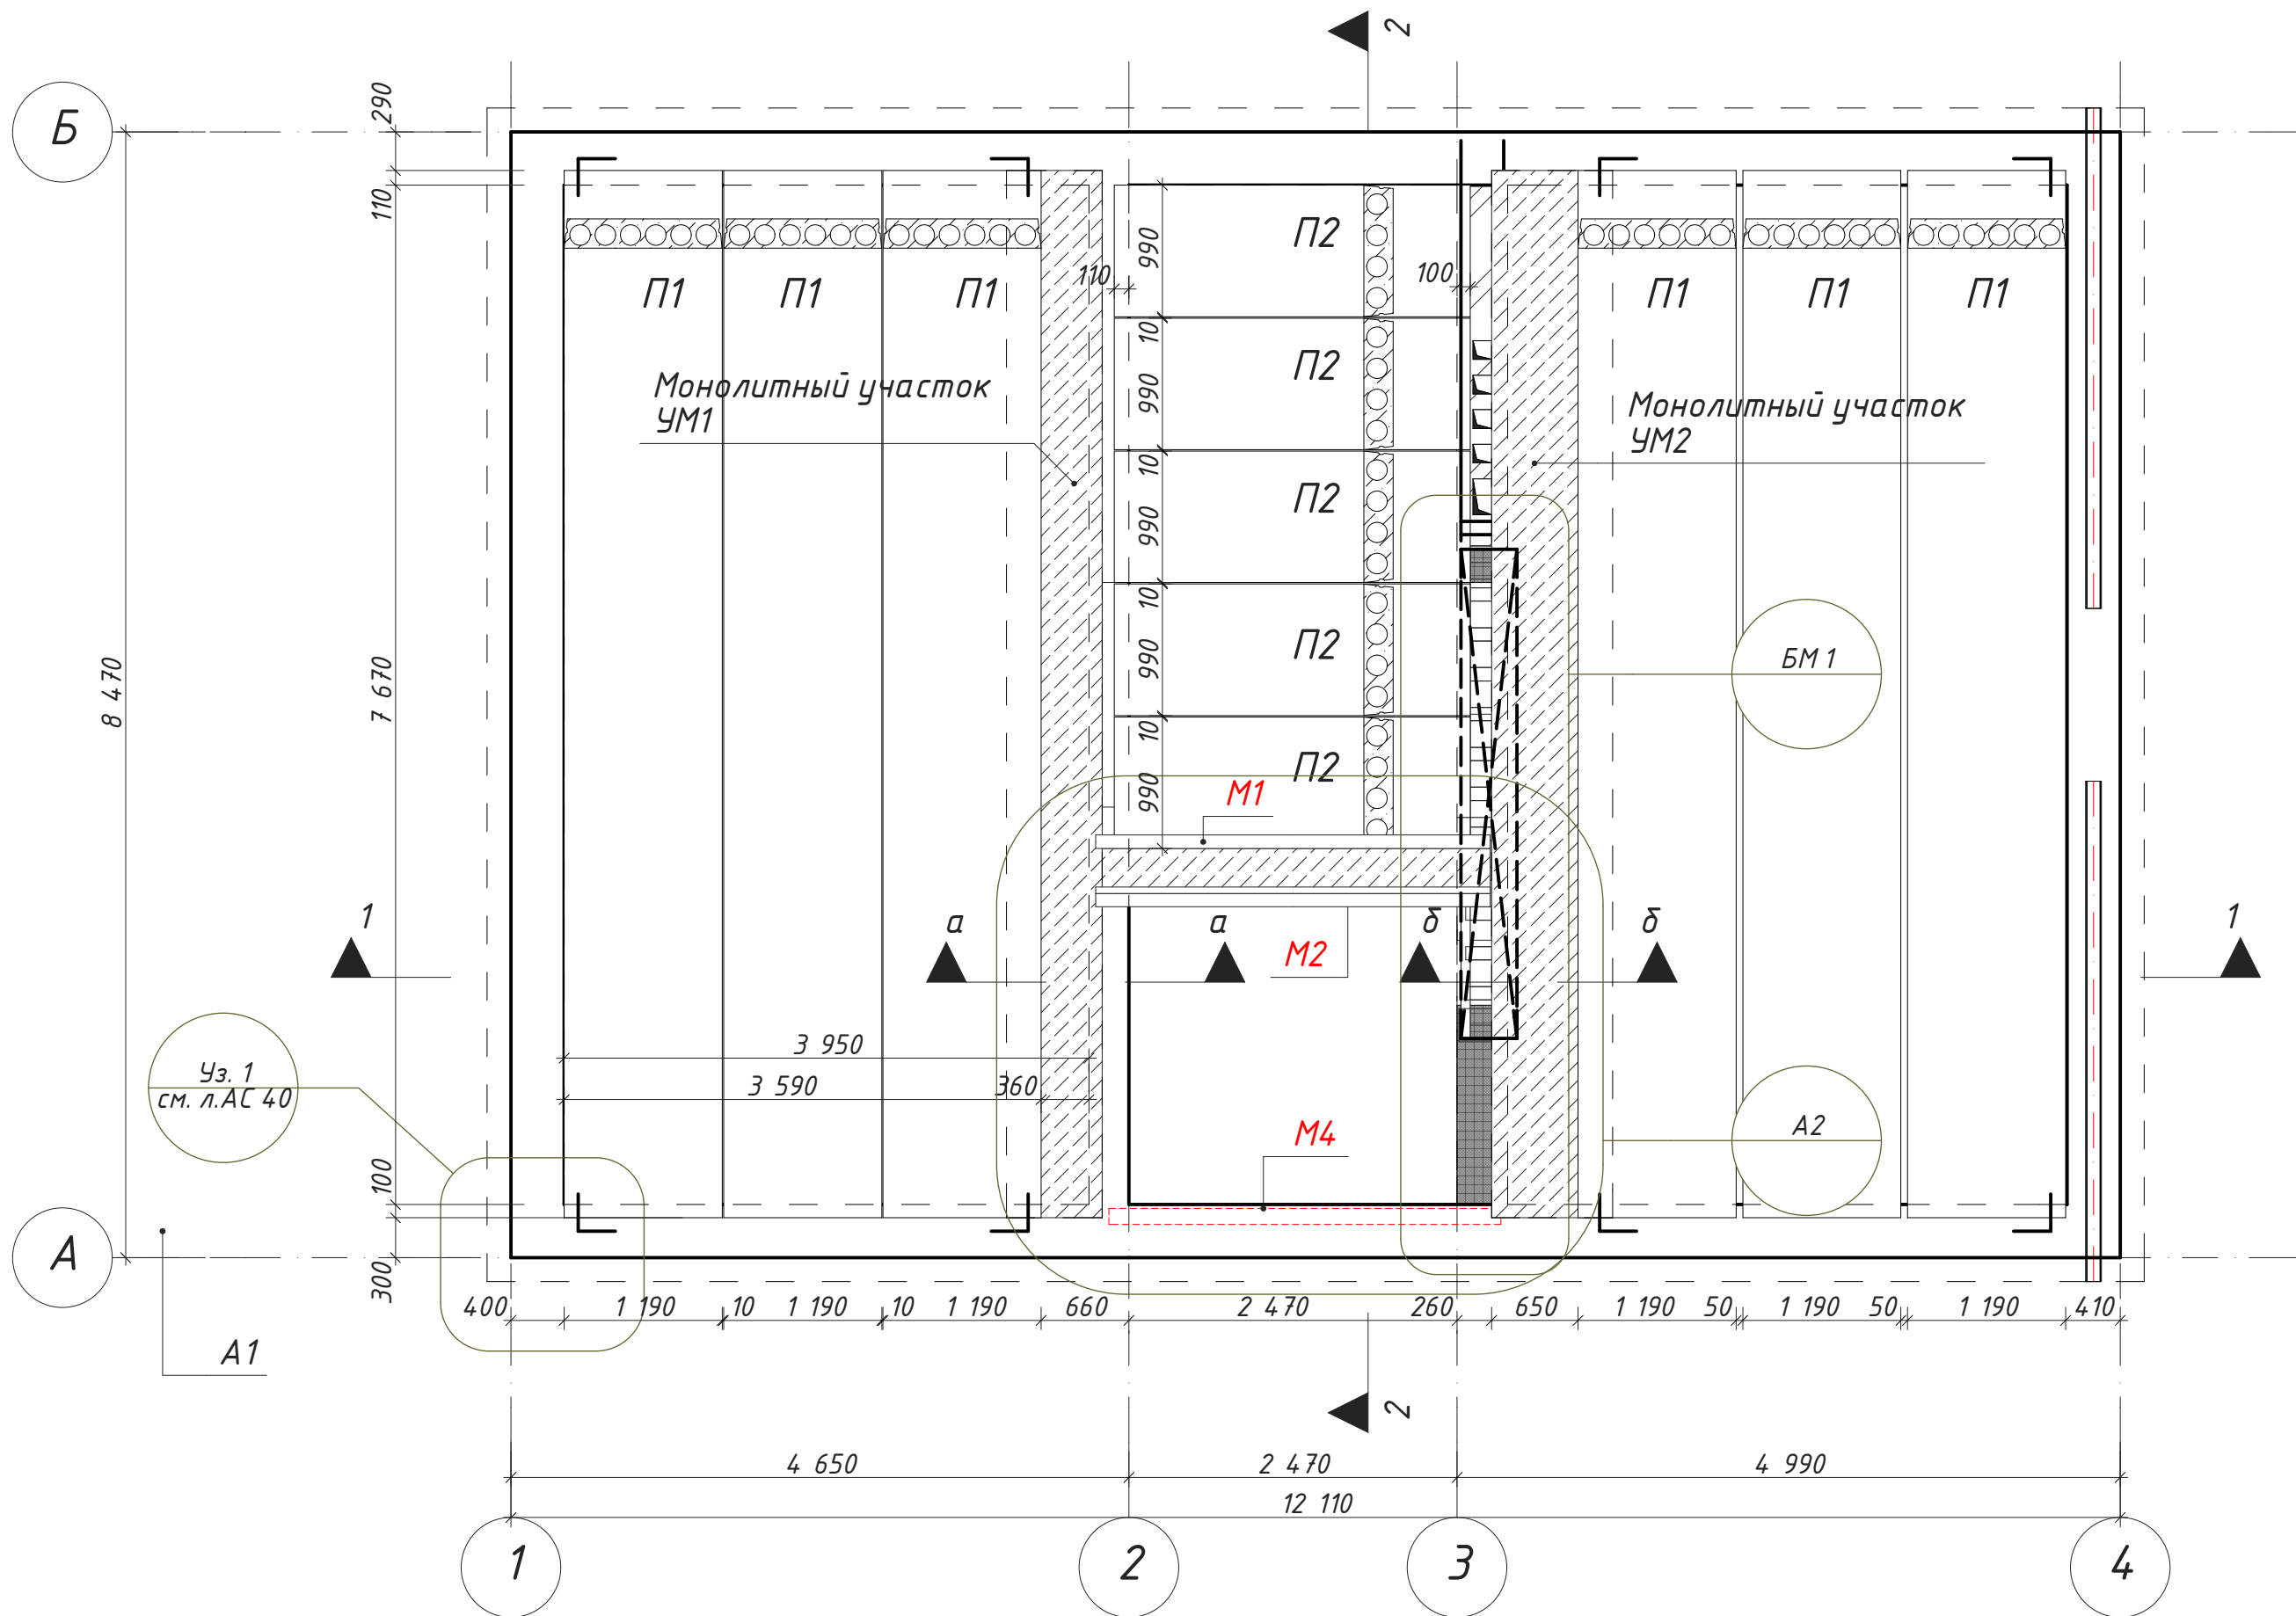 2
Б
290
110
П1
П1
П1
110
990
П2
100
П1
П1
П1
10
990
П2
Монолитный участок
УМ1
Монолитный участок
УМ2
10
990
П2
8 470
7 670
10
990
П2
БМ 1
10
990
П2
М1
1
а
а
б
б
1
М2
3 950
3 590
360
Уз. 1
см. л.АС 40
А2
М4
100
А
300
400
1 190
10
1 190
10
1 190
660
2 470
260
650
1 190
50
1 190
50
1 190
410
А1
2
4 650
2 470
4 990
12 110
1
2
3
4